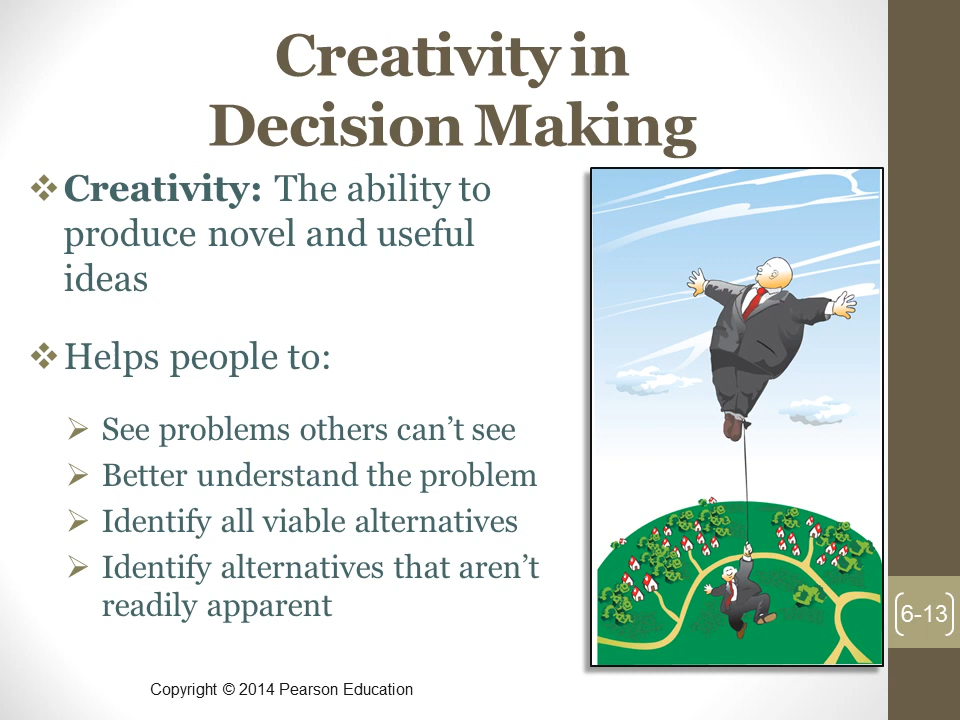 Creativity in
Decision Making
❖ Creativity: The ability to
produce novel and useful
ideas
❖ Helps people to:
➢ See problems others can’t see
➢ Better understand the problem
➢ Identify all viable alternatives
➢ Identify alternatives that aren’t
readily apparent
6-13
Copyright © 2014 Pearson Education